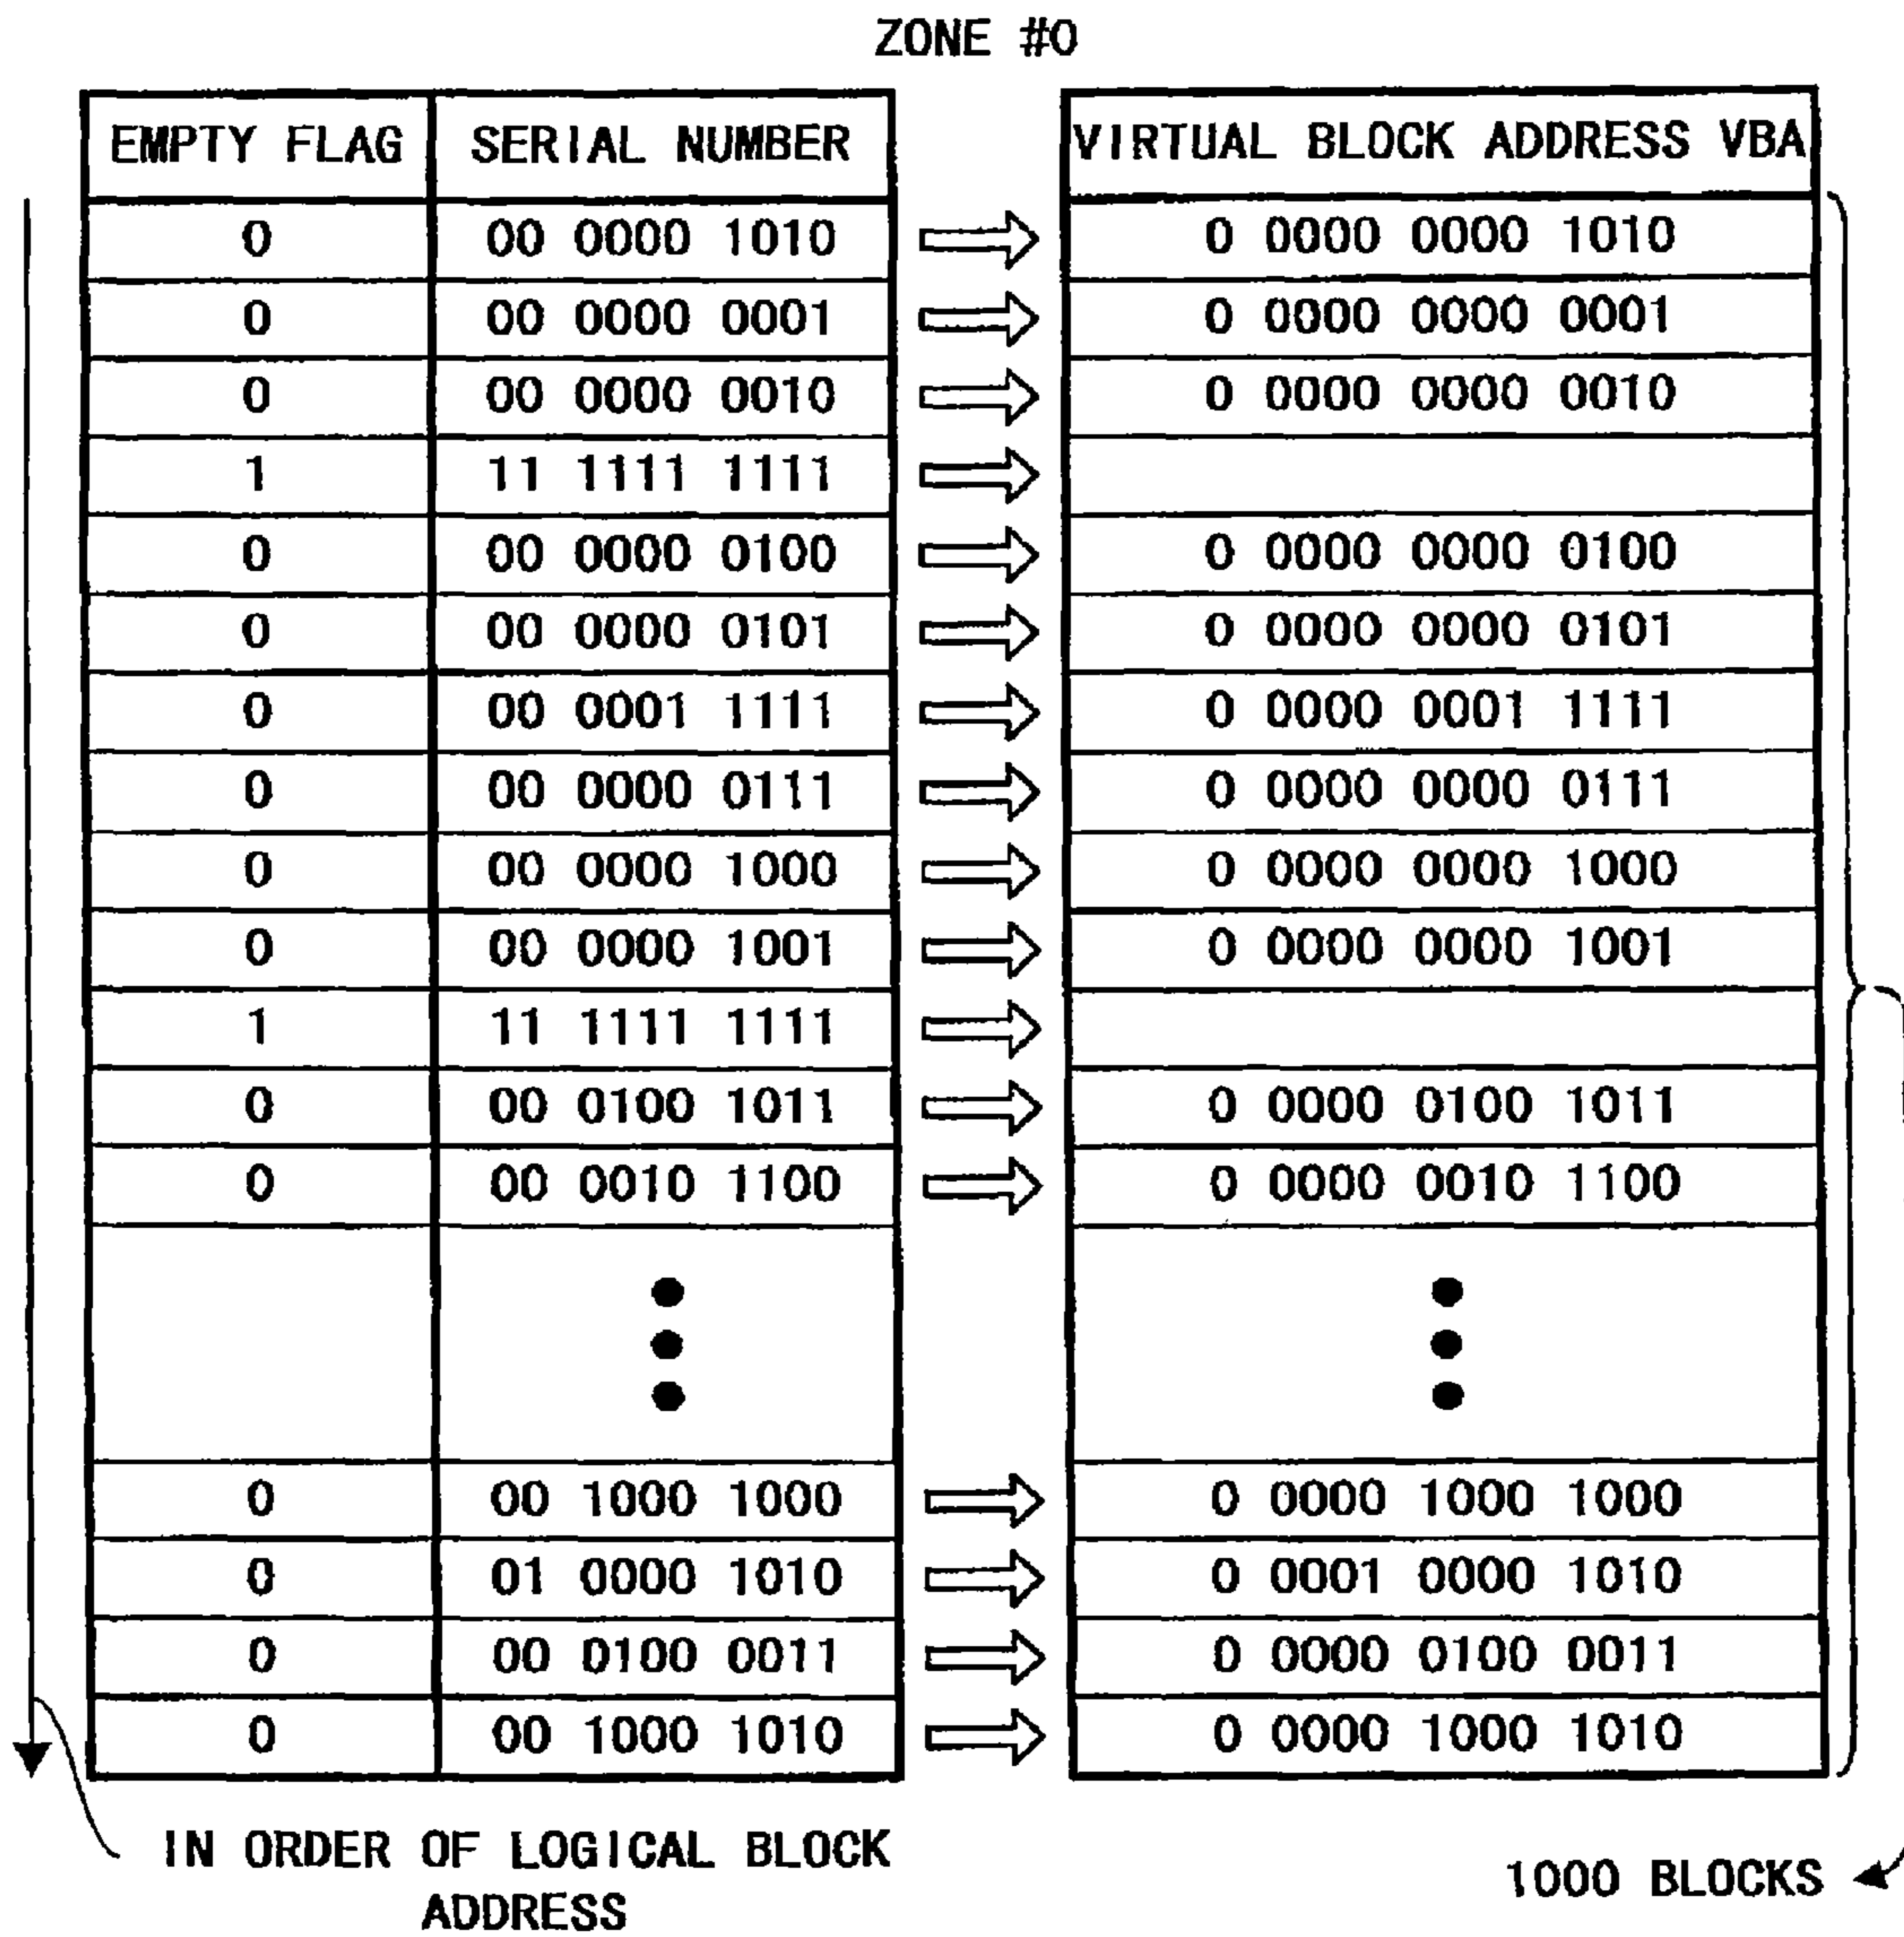 ZONE #0
EMPTY FLAG SERIAL NUMBER VIRTUAL BLOCK ADDRESS VBA
0 00 0000 1010 0 0000 0000 1010
0 00 0000 0001 0 0000 0000 0001
0 00 0000 0010 0 0000 0000 0010
1 11 1111 1111
0 00 0000 0100 0 0000 0000 0100
0 00 0000 0101 0 0000 0000 0101
0 00 0001 1111 0 0000 0001 1111
0 00 0000 0111 0 0000 0000 0111
0 00 0000 1000 0 0000 0000 1000
0 00 0000 1001 0 0000 0000 1001
1 11 1111 1111
0 00 0100 1011 0 0000 0100 1011
0 00 0010 1100 0 0000 0010 1100
0 00 1000 1000 0 0000 1000 1000
0 01 0000 1010 0 0001 0000 1010
0 00 0100 0011 0 0000 0100 0011
0 00 1000 1010 0 0000 1000 1010
IN ORDER OF LOGICAL BLOCK
ADDRESS
1000 BLOCKS